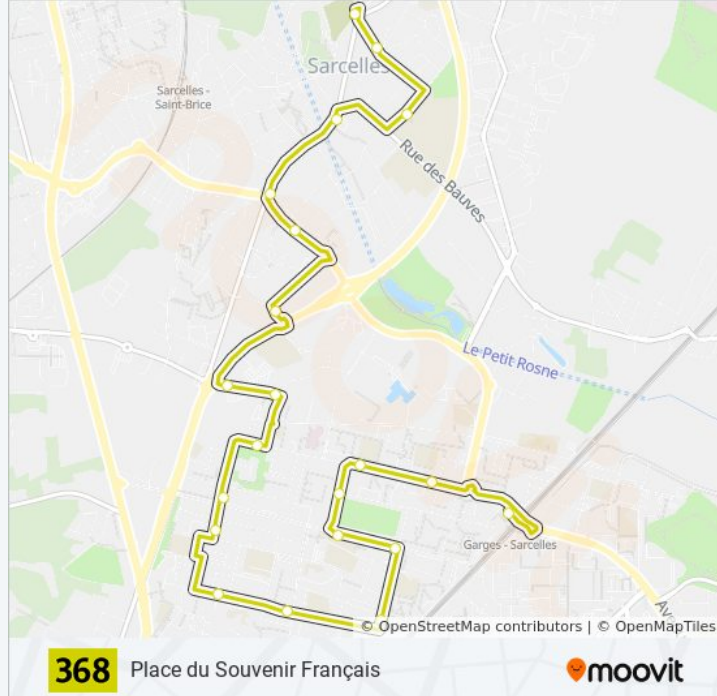 Sarcelles
Sarcelles -
Saint-Brice
Rue des Bauves
Le Petit Rosne
Garges - Sarcelles
Av
© OpenStreetMap contributors | © OpenMapTiles
368 Place du Souvenir Français
moovit